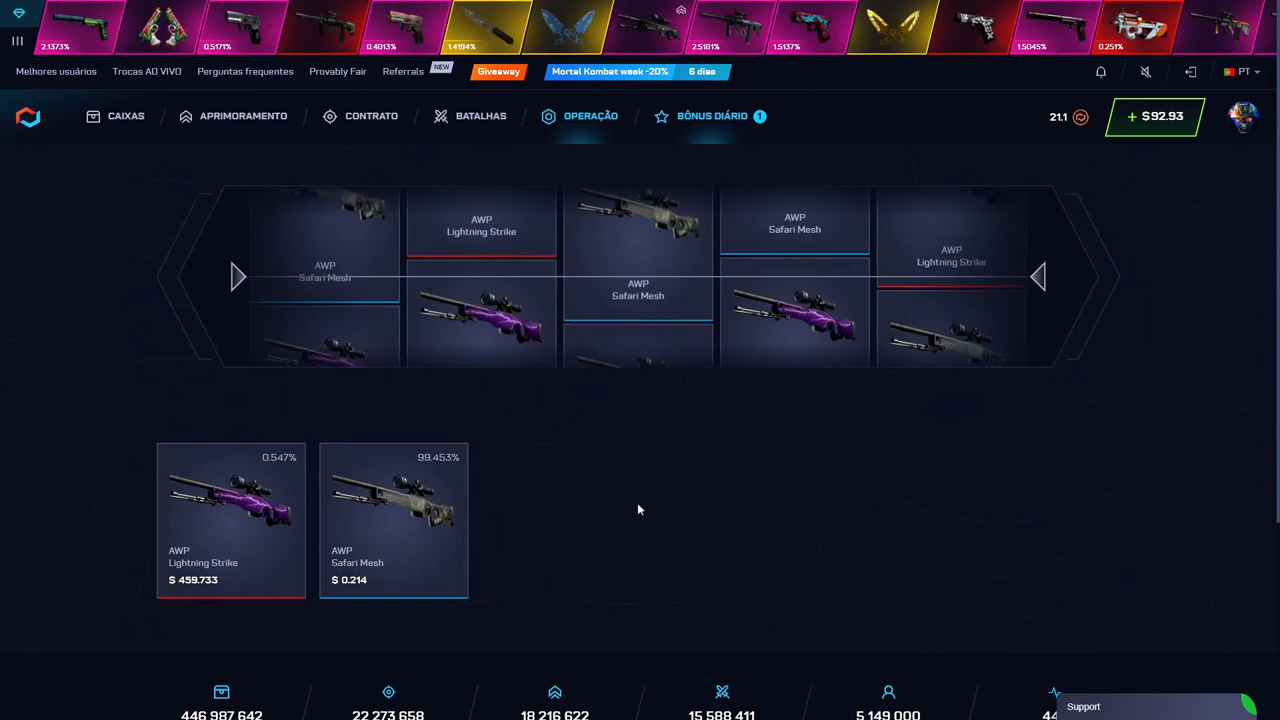 2.1373%
0.5171%
0.4013%
1.4194%
2.5181%
1.5137%
1.5045%
0.251%
Melhores usuários
Trocas AO VIVO
Perguntas frequentes
Provably Fair
Referrals
NEW
Giveaway
Mortal Kombat week -20%
6 dias
PT
CAIXAS
APRIMORAMENTO
CONTRATO
BATALHAS
OPERAÇÃO
BÔNUS DIÁRIO
1
21.1
+ $92.93
AWP
Safari Mesh
AWP
Lightning Strike
AWP
Safari Mesh
AWP
Safari Mesh
AWP
Lightning Strike
0.547%
AWP
Lightning Strike
$ 459.733
99.453%
AWP
Safari Mesh
$ 0.214
446 987 642
22 273 658
18 216 622
15 588 411
5 149 000
Support